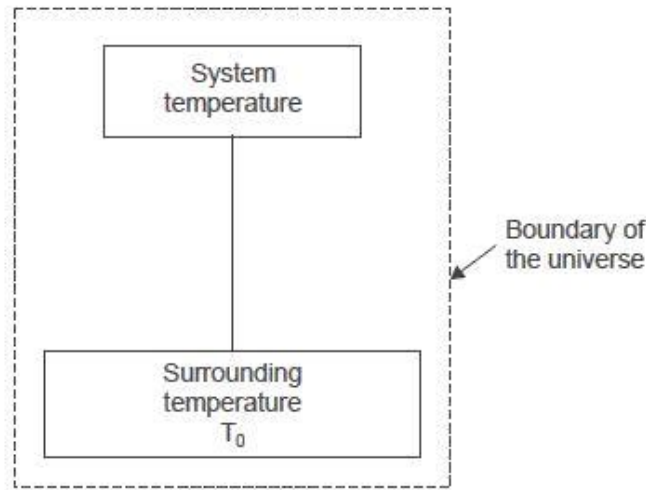 System
temperature
Boundary of
the universe
Surrounding
temperature
T₀